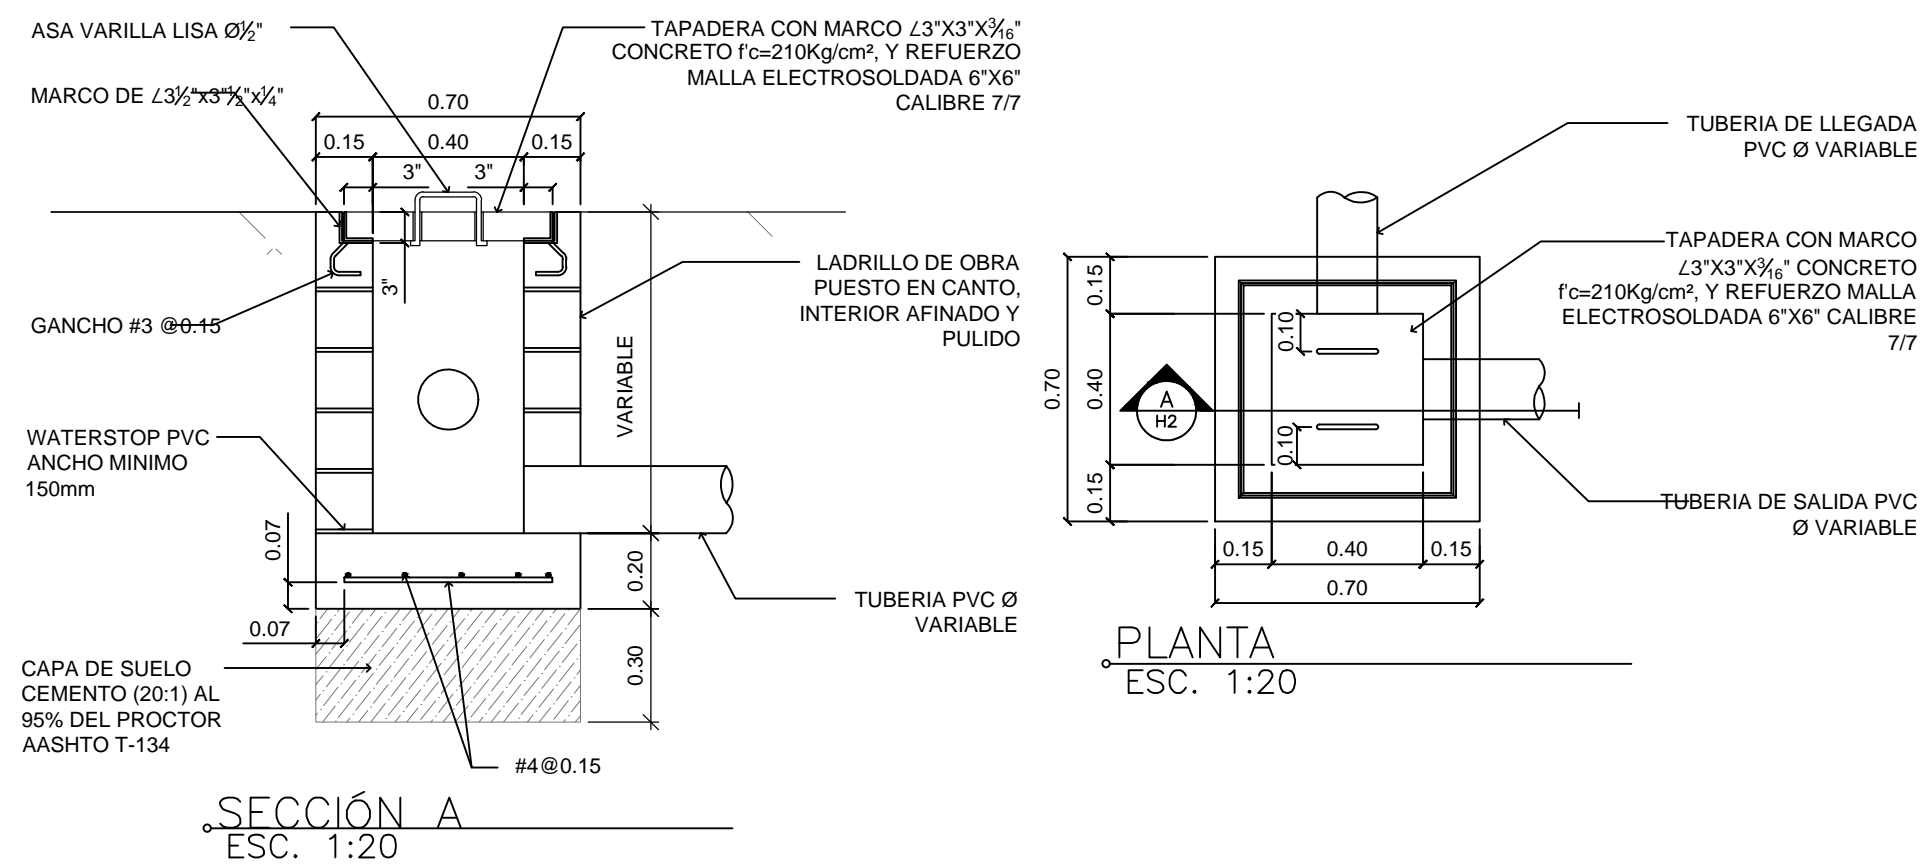 ASA VARILLA LISA Ø½"
MARCO DE ∠3½"x3"½"x¼"
GANCHO #3 @0.15
WATERSTOP PVC
ANCHO MINIMO
150mm
CAPA DE SUELO
CEMENTO (20:1) AL
95% DEL PROCTOR
AASHTO T-134
TAPADERA CON MARCO ∠3"X3"X3⁄16"
CONCRETO f'c=210Kg/cm², Y REFUERZO
MALLA ELECTROSOLDADA 6"X6"
CALIBRE 7/7
0.70
0.15 0.40 0.15
3" 3"
3"
LADRILLO DE OBRA
PUESTO EN CANTO,
INTERIOR AFINADO Y
PULIDO
VARIABLE
0.07
0.20
0.07
0.30
TUBERIA PVC Ø
VARIABLE
#4@0.15
SECCIÓN A
ESC. 1:20
TUBERIA DE LLEGADA
PVC Ø VARIABLE
TAPADERA CON MARCO
∠3"X3"X3⁄16" CONCRETO
f'c=210Kg/cm², Y REFUERZO MALLA
ELECTROSOLDADA 6"X6" CALIBRE
7/7
0.15
0.10
0.70
0.40
A
H2
0.10
0.15
TUBERIA DE SALIDA PVC
Ø VARIABLE
0.15 0.40 0.15
0.70
PLANTA
ESC. 1:20